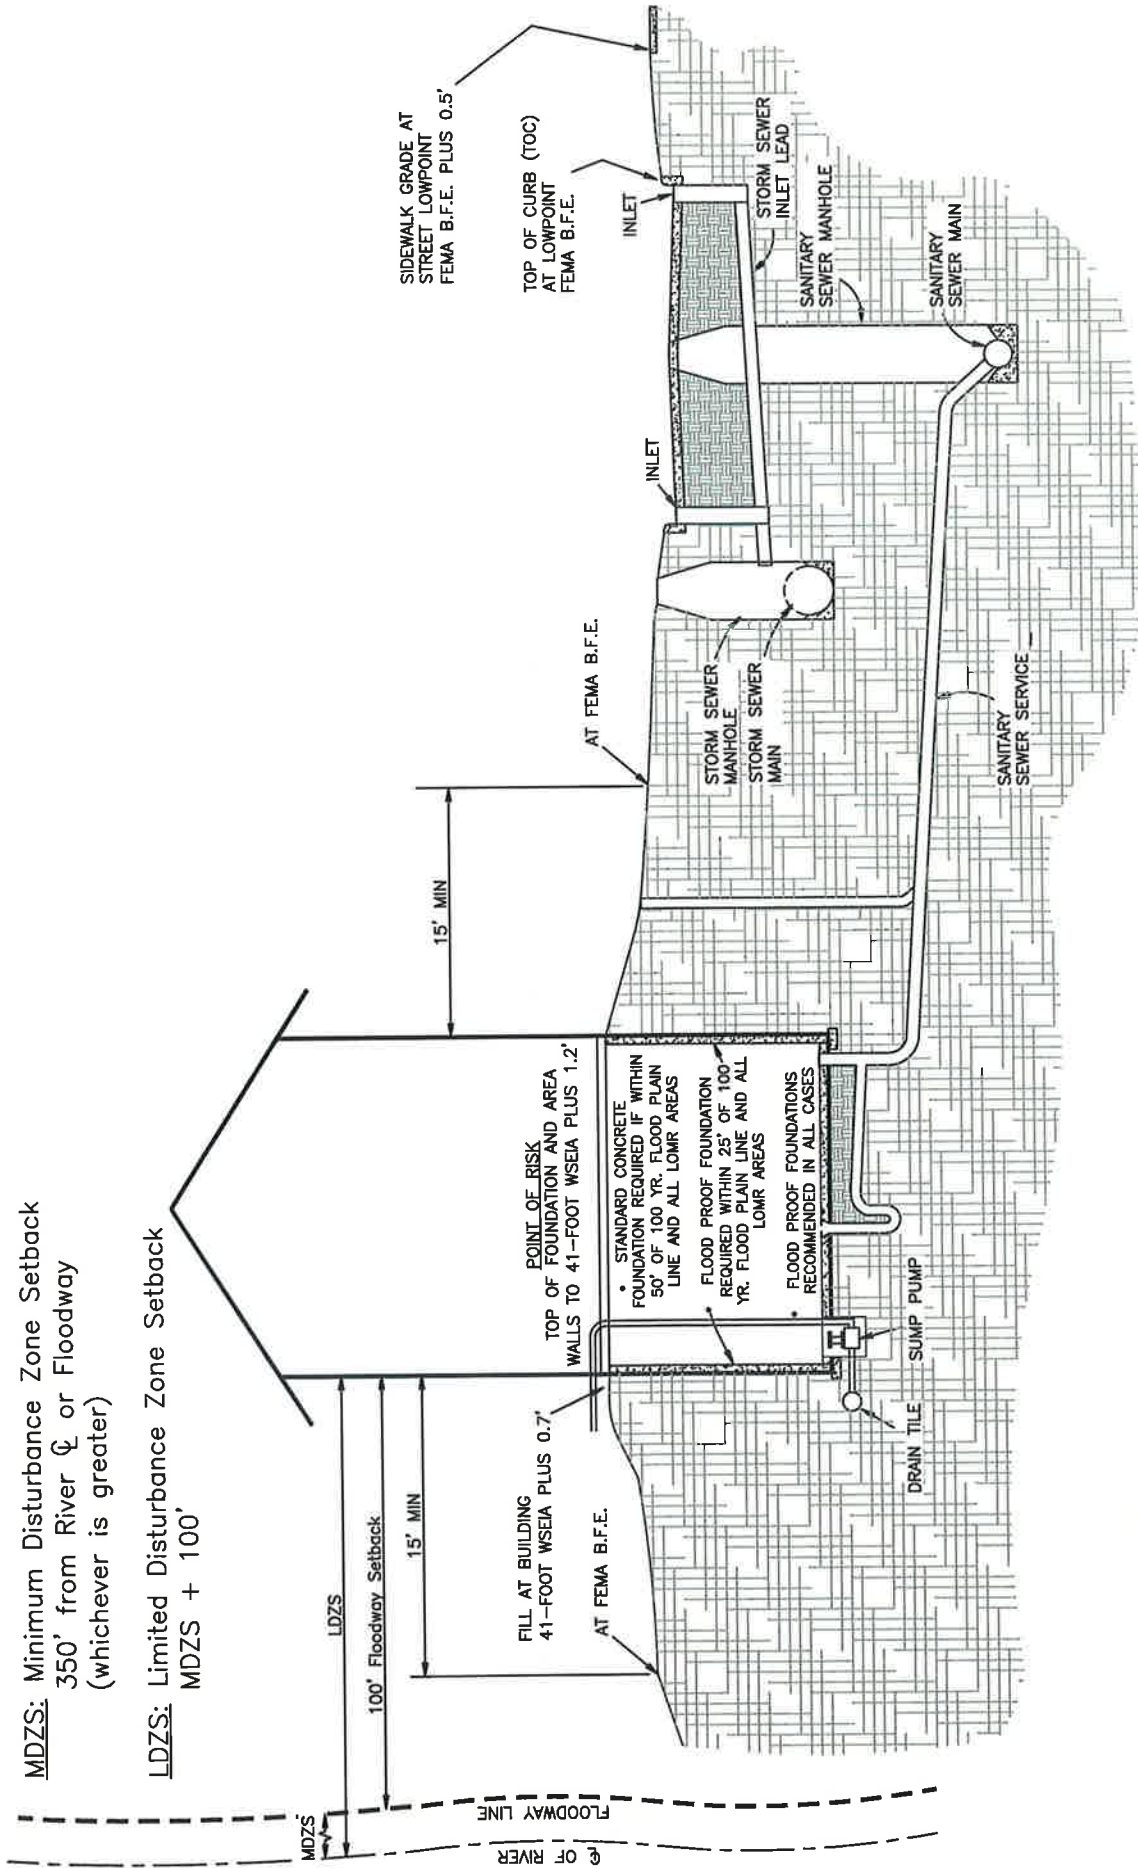 MDZS: Minimum Disturbance Zone Setback
350' from River ℄ or Floodway
(whichever is greater)
LDZS: Limited Disturbance Zone Setback
MDZS + 100'
MDZS
LDZS
100' Floodway Setback
15' MIN
15' MIN
℄ OF RIVER
FLOODWAY LINE
FILL AT BUILDING
41-FOOT WSEIA PLUS 0.7'
AT FEMA B.F.E.
POINT OF RISK
TOP OF FOUNDATION AND AREA
WALLS TO 41-FOOT WSEIA PLUS 1.2'
• STANDARD CONCRETE
FOUNDATION REQUIRED IF WITHIN
50' OF 100 YR. FLOOD PLAIN
LINE AND ALL LOMR AREAS
• FLOOD PROOF FOUNDATION
REQUIRED WITHIN 25' OF 100
YR. FLOOD PLAIN LINE AND ALL
LOMR AREAS
• FLOOD PROOF FOUNDATIONS
RECOMMENDED IN ALL CASES
DRAIN TILE
SUMP PUMP
AT FEMA B.F.E.
STORM SEWER
MANHOLE
STORM SEWER
MAIN
SANITARY
SEWER SERVICE
INLET
INLET
SIDEWALK GRADE AT
STREET LOWPOINT
FEMA B.F.E. PLUS 0.5'
TOP OF CURB (TOC)
AT LOWPOINT
FEMA B.F.E.
STORM SEWER
INLET LEAD
SANITARY
SEWER MANHOLE
SANITARY
SEWER MAIN